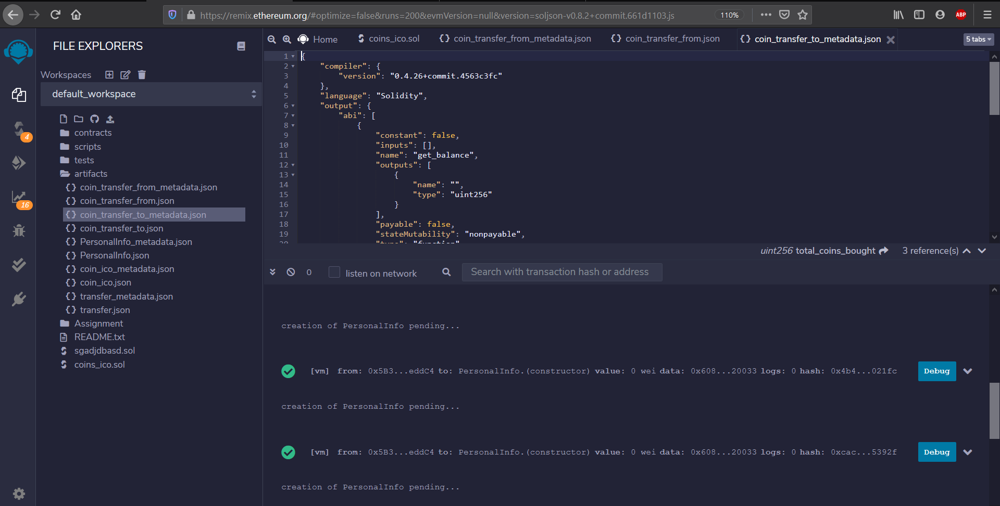 https://remix.ethereum.org/#optimize=false&runs=200&evmVersion=null&version=soljson-v0.8.2+commit.661d1103.js
110%
ABP
FILE EXPLORERS
Workspaces
default_workspace
4
16
contracts
scripts
tests
artifacts
{} coin_transfer_from_metadata.json
{} coin_transfer_from.json
{} coin_transfer_to_metadata.json
{} coin_transfer_to.json
{} PersonalInfo_metadata.json
{} PersonalInfo.json
{} coin_ico_metadata.json
{} coin_ico.json
{} transfer_metadata.json
{} transfer.json
Assignment
README.txt
sgadjdbasd.sol
coins_ico.sol
Home coins_ico.sol {} coin_transfer_from_metadata.json {} coin_transfer_from.json {} coin_transfer_to_metadata.json 5 tabs
1 {
2 "compiler": {
3 "version": "0.4.26+commit.4563c3fc"
4 },
5 "language": "Solidity",
6 "output": {
7 "abi": [
8 {
9 "constant": false,
10 "inputs": [],
11 "name": "get_balance",
12 "outputs": [
13 {
14 "name": "",
15 "type": "uint256"
16 }
17 ],
18 "payable": false,
19 "stateMutability": "nonpayable",
20 "type": "function"
uint256 total_coins_bought 3 reference(s)
0 listen on network Search with transaction hash or address
creation of PersonalInfo pending...
[vm] from: 0x5B3...eddC4 to: PersonalInfo.(constructor) value: 0 wei data: 0x608...20033 logs: 0 hash: 0x4b4...021fc Debug
creation of PersonalInfo pending...
[vm] from: 0x5B3...eddC4 to: PersonalInfo.(constructor) value: 0 wei data: 0x608...20033 logs: 0 hash: 0xcac...5392f Debug
creation of PersonalInfo pending...